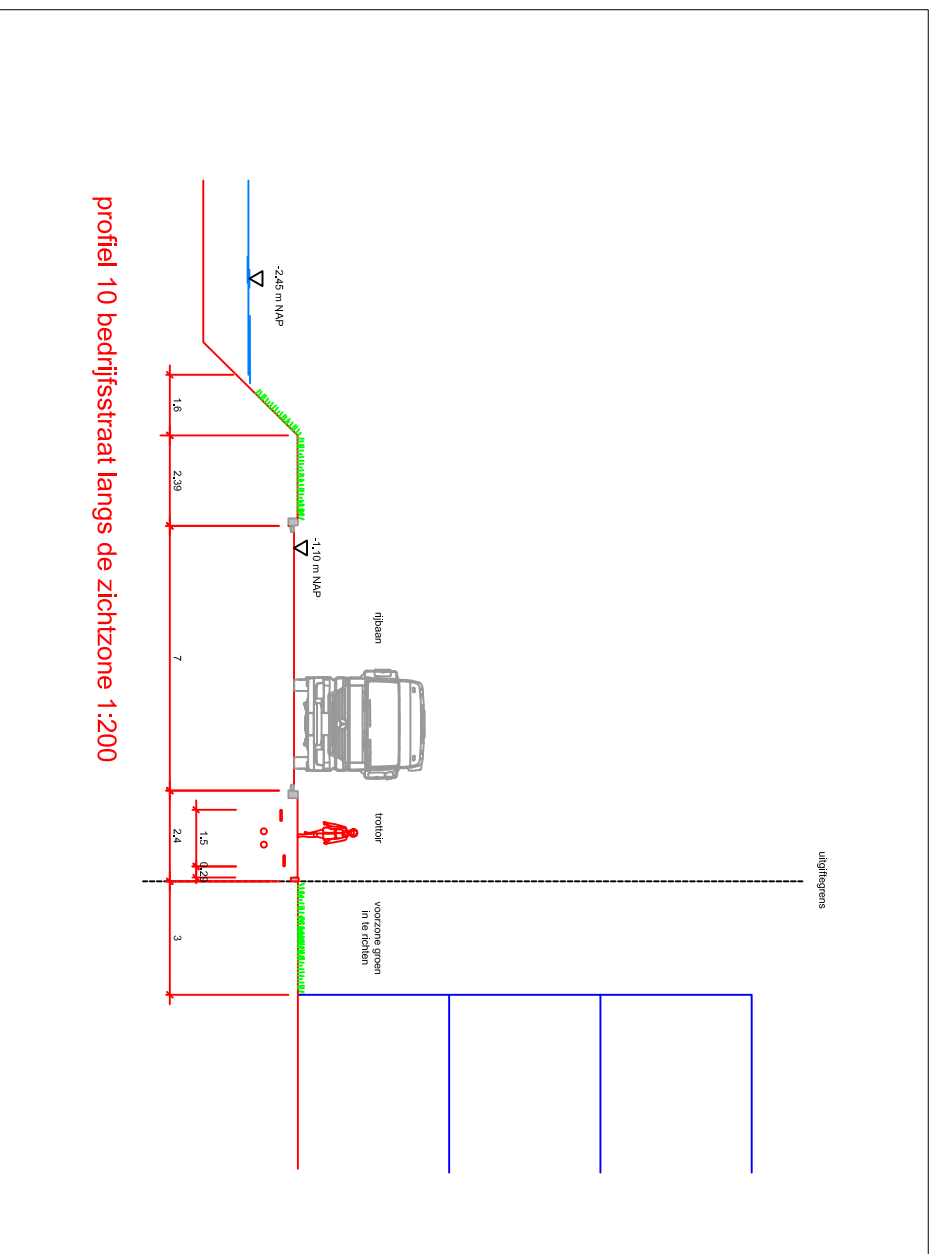 uitgiftegrens
rijbaan
trottoir
voorzone groen
in te richten
-2.45 m NAP
-1.10 m NAP
1.5
0.29
1.6
2.39
7
2.4
3
profiel 10 bedrijfsstraat langs de zichtzone 1:200